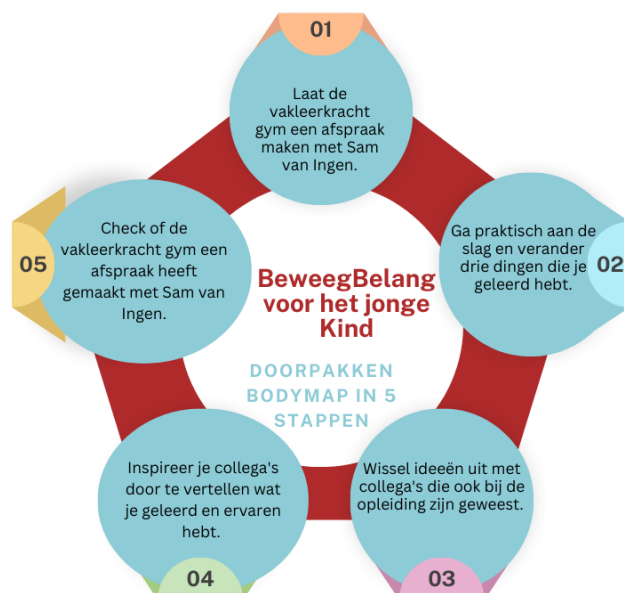 01
Laat de
vakleerkracht
gym een afspraak
maken met Sam
van Ingen.
02
Ga praktisch aan de
slag en verander
drie dingen die je
geleerd hebt.
03
Wissel ideeën uit met
collega's die ook bij de
opleiding zijn geweest.
04
Inspireer je collega's
door te vertellen wat
je geleerd en ervaren
hebt.
05
Check of de
vakleerkracht gym een
afspraak heeft
gemaakt met Sam van
Ingen.
BeweegBelang
voor het jonge
Kind
DOORPAKKEN
BODYMAP IN 5
STAPPEN